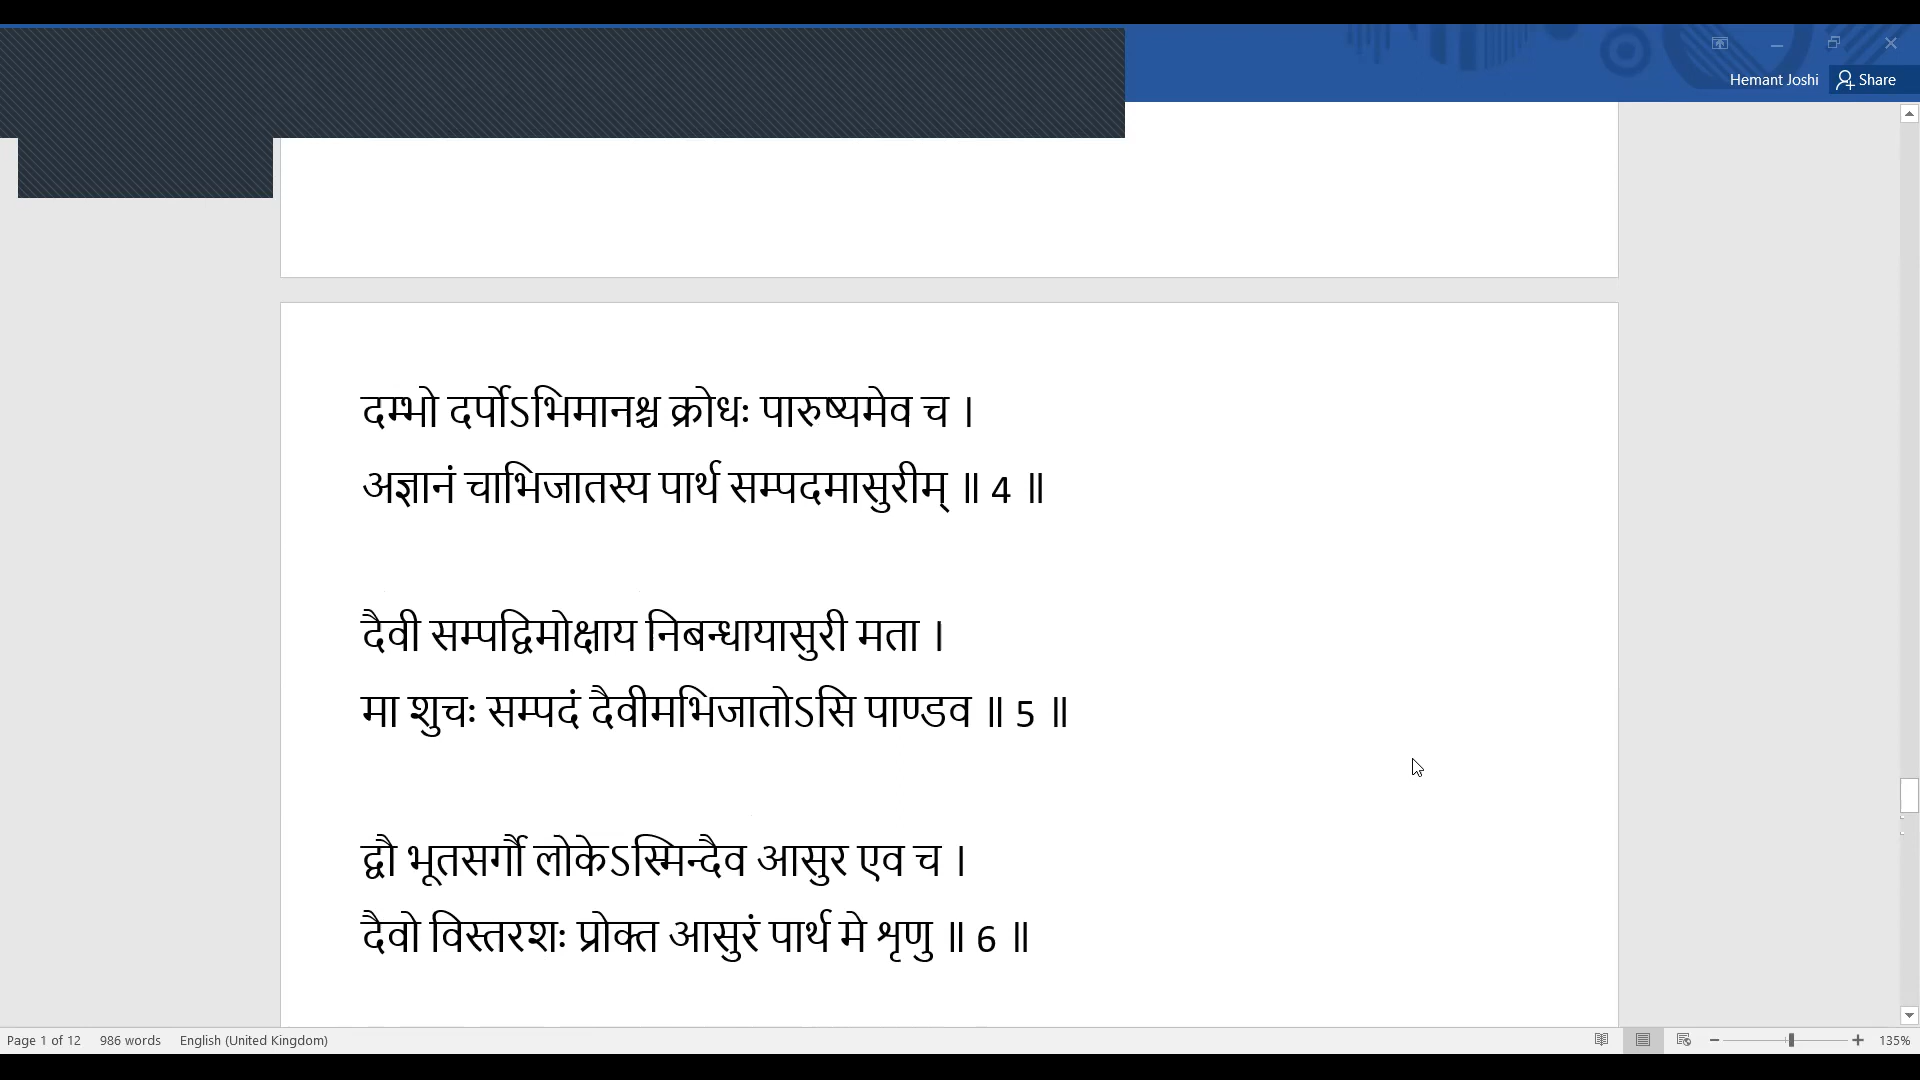 Hemant Joshi
Share
दम्भो दर्पोऽभिमानश्च क्रोधः पारुष्यमेव च ।
अज्ञानं चाभिजातस्य पार्थ सम्पदमासुरीम् ॥ 4 ॥
दैवी सम्पद्विमोक्षाय निबन्धायासुरी मता ।
मा शुचः सम्पदं दैवीमभिजातोऽसि पाण्डव ॥ 5 ॥
द्वौ भूतसर्गौ लोकेऽस्मिन्दैव आसुर एव च ।
दैवो विस्तरशः प्रोक्त आसुरं पार्थ मे शृणु ॥ 6 ॥
Page 1 of 12 986 words English (United Kingdom)
135%